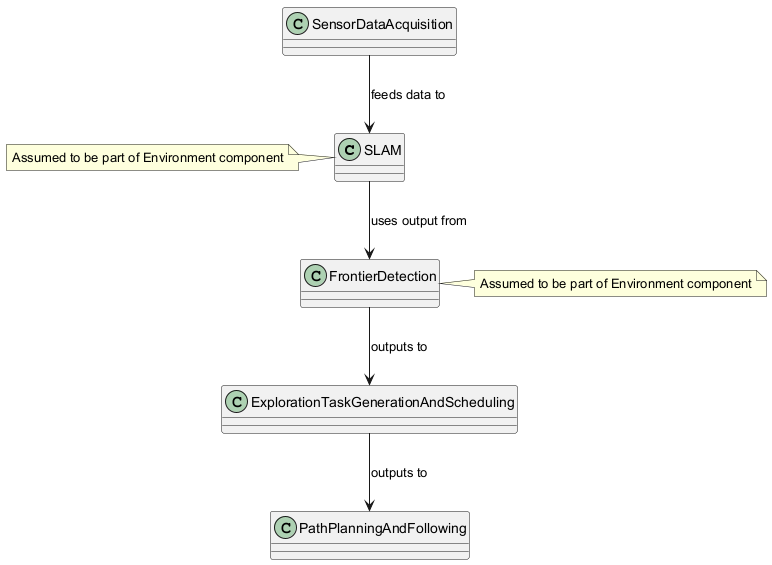 C SensorDataAcquisition
feeds data to
Assumed to be part of Environment component
C SLAM
uses output from
C FrontierDetection
Assumed to be part of Environment component
outputs to
C ExplorationTaskGenerationAndScheduling
outputs to
C PathPlanningAndFollowing